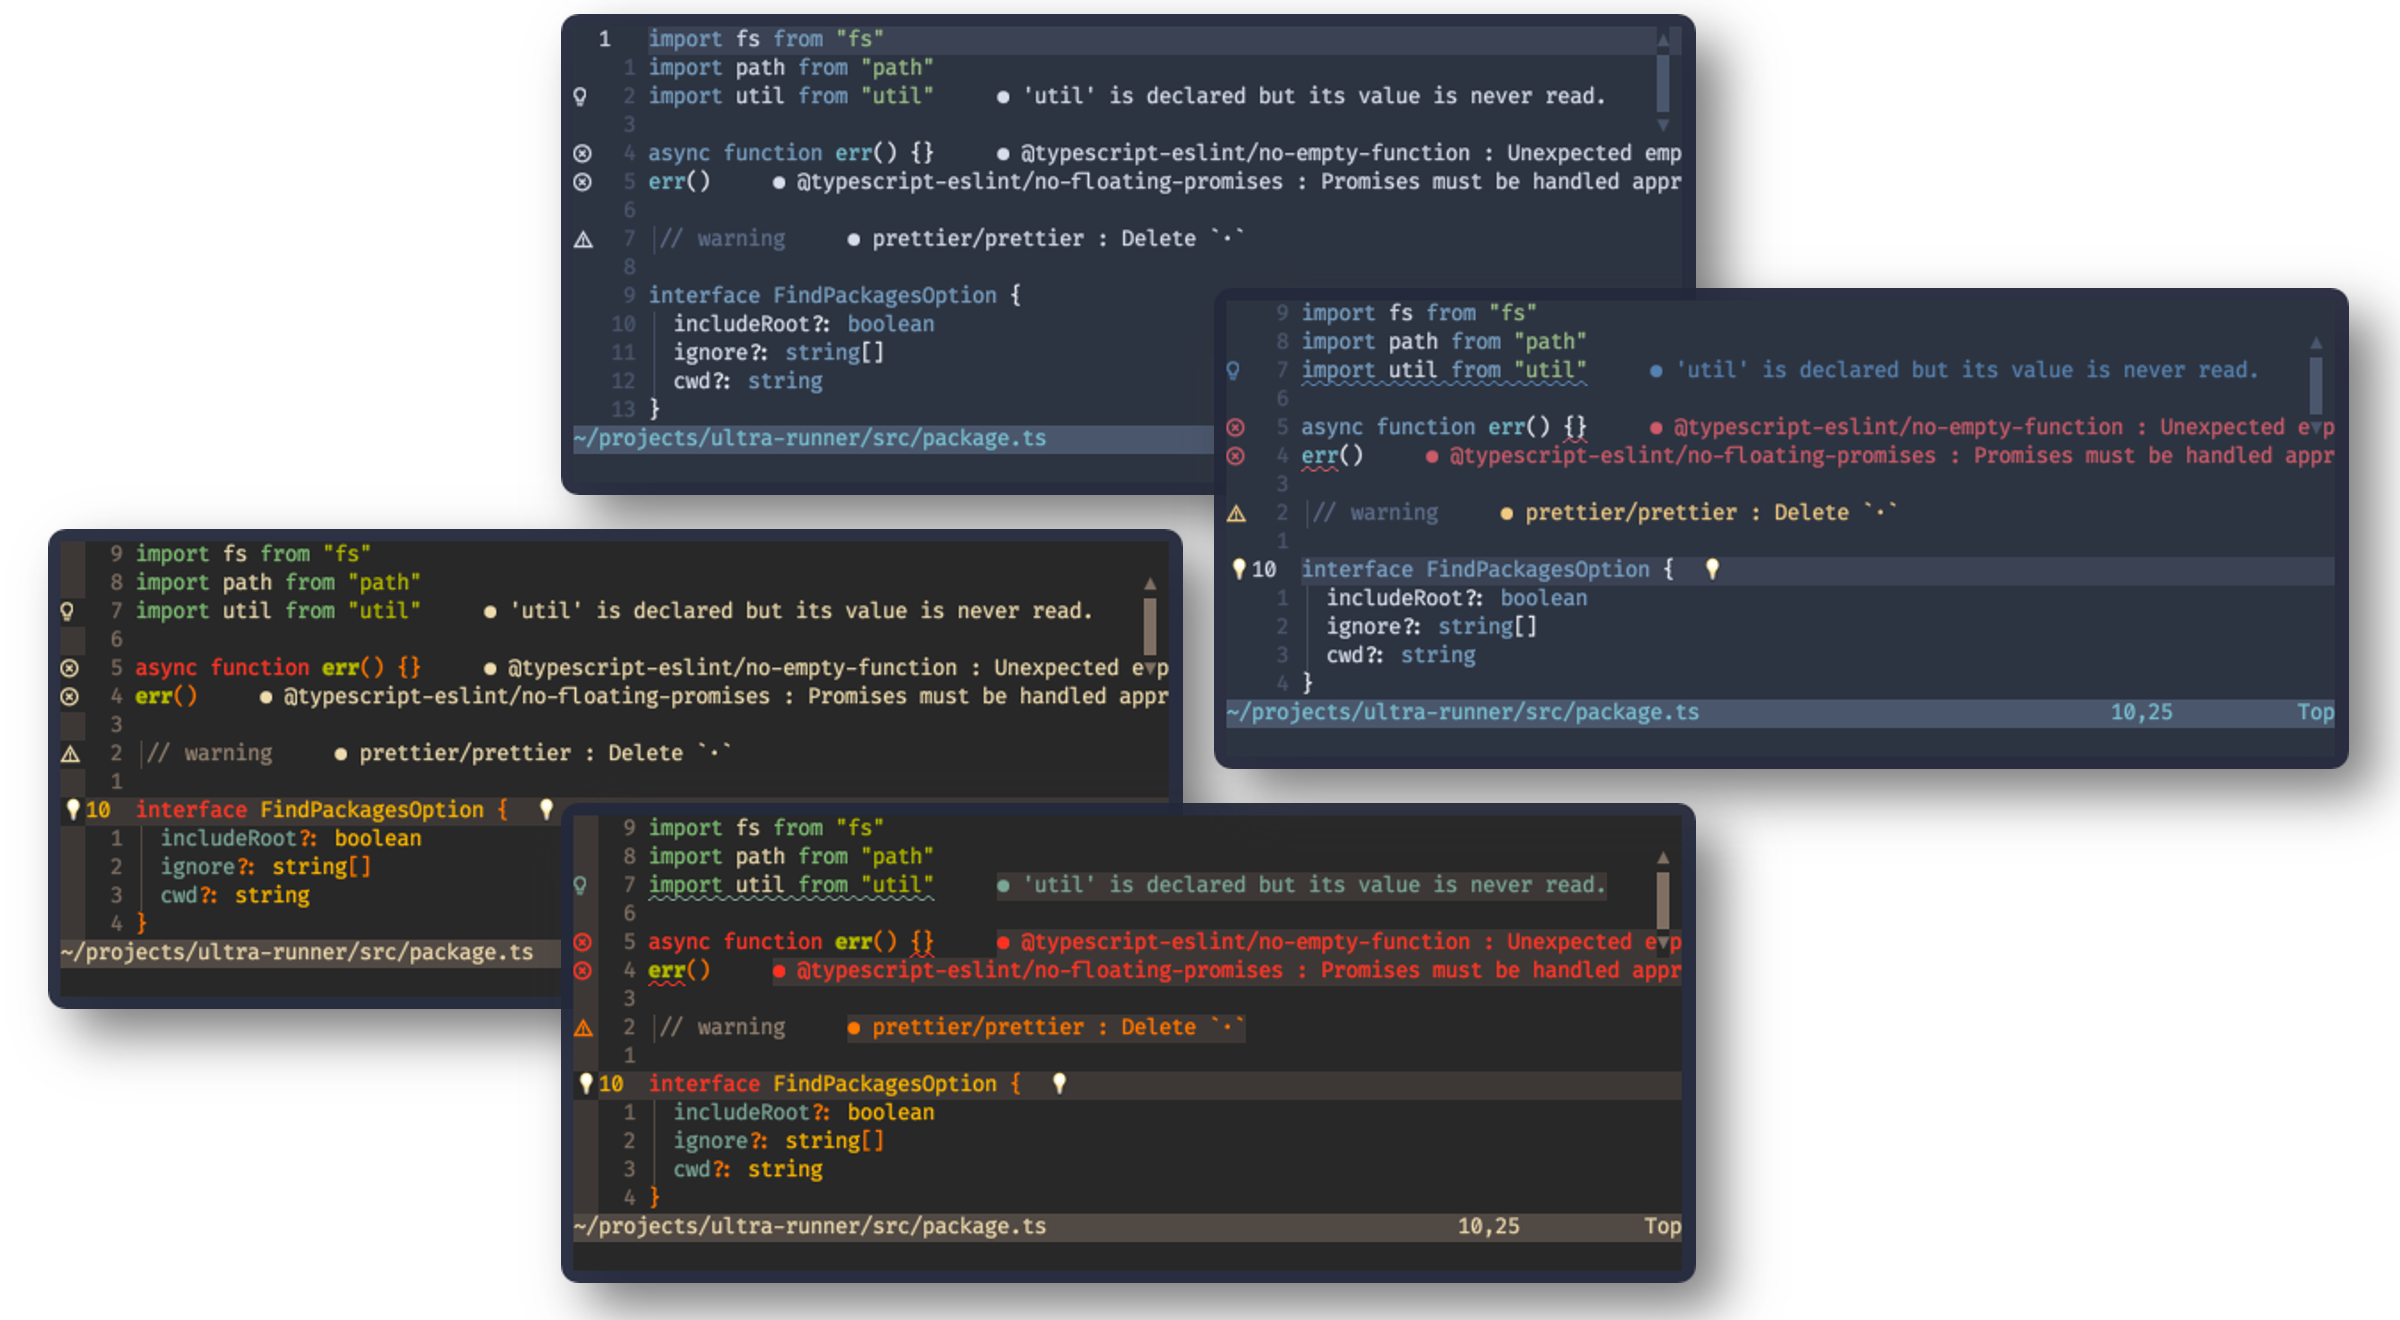 1 import fs from "fs"
1 import path from "path"
2 import util from "util" ● 'util' is declared but its value is never read.
3
4 async function err() {} ● @typescript-eslint/no-empty-function : Unexpected emp
5 err() ● @typescript-eslint/no-floating-promises : Promises must be handled appr
6
7 // warning ● prettier/prettier : Delete `·`
8
9 interface FindPackagesOption {
10 includeRoot?: boolean
11 ignore?: string[]
12 cwd?: string
13 }
~/projects/ultra-runner/src/package.ts
9 import fs from "fs"
8 import path from "path"
7 import util from "util" ● 'util' is declared but its value is never read.
6
5 async function err() {} ● @typescript-eslint/no-empty-function : Unexpected e p
4 err() ● @typescript-eslint/no-floating-promises : Promises must be handled appr
3
2 // warning ● prettier/prettier : Delete `·`
1
10 interface FindPackagesOption {
1 includeRoot?: boolean
2 ignore?: string[]
3 cwd?: string
4 }
~/projects/ultra-runner/src/package.ts 10,25 Top
9 import fs from "fs"
8 import path from "path"
7 import util from "util" ● 'util' is declared but its value is never read.
6
5 async function err() {} ● @typescript-eslint/no-empty-function : Unexpected e p
4 err() ● @typescript-eslint/no-floating-promises : Promises must be handled appr
3
2 // warning ● prettier/prettier : Delete `·`
1
10 interface FindPackagesOption {
1 includeRoot?: boolean
2 ignore?: string[]
3 cwd?: string
4 }
~/projects/ultra-runner/src/package.ts
9 import fs from "fs"
8 import path from "path"
7 import util from "util" ● 'util' is declared but its value is never read.
6
5 async function err() {} ● @typescript-eslint/no-empty-function : Unexpected e p
4 err() ● @typescript-eslint/no-floating-promises : Promises must be handled appr
3
2 // warning ● prettier/prettier : Delete `·`
1
10 interface FindPackagesOption {
1 includeRoot?: boolean
2 ignore?: string[]
3 cwd?: string
4 }
~/projects/ultra-runner/src/package.ts 10,25 Top